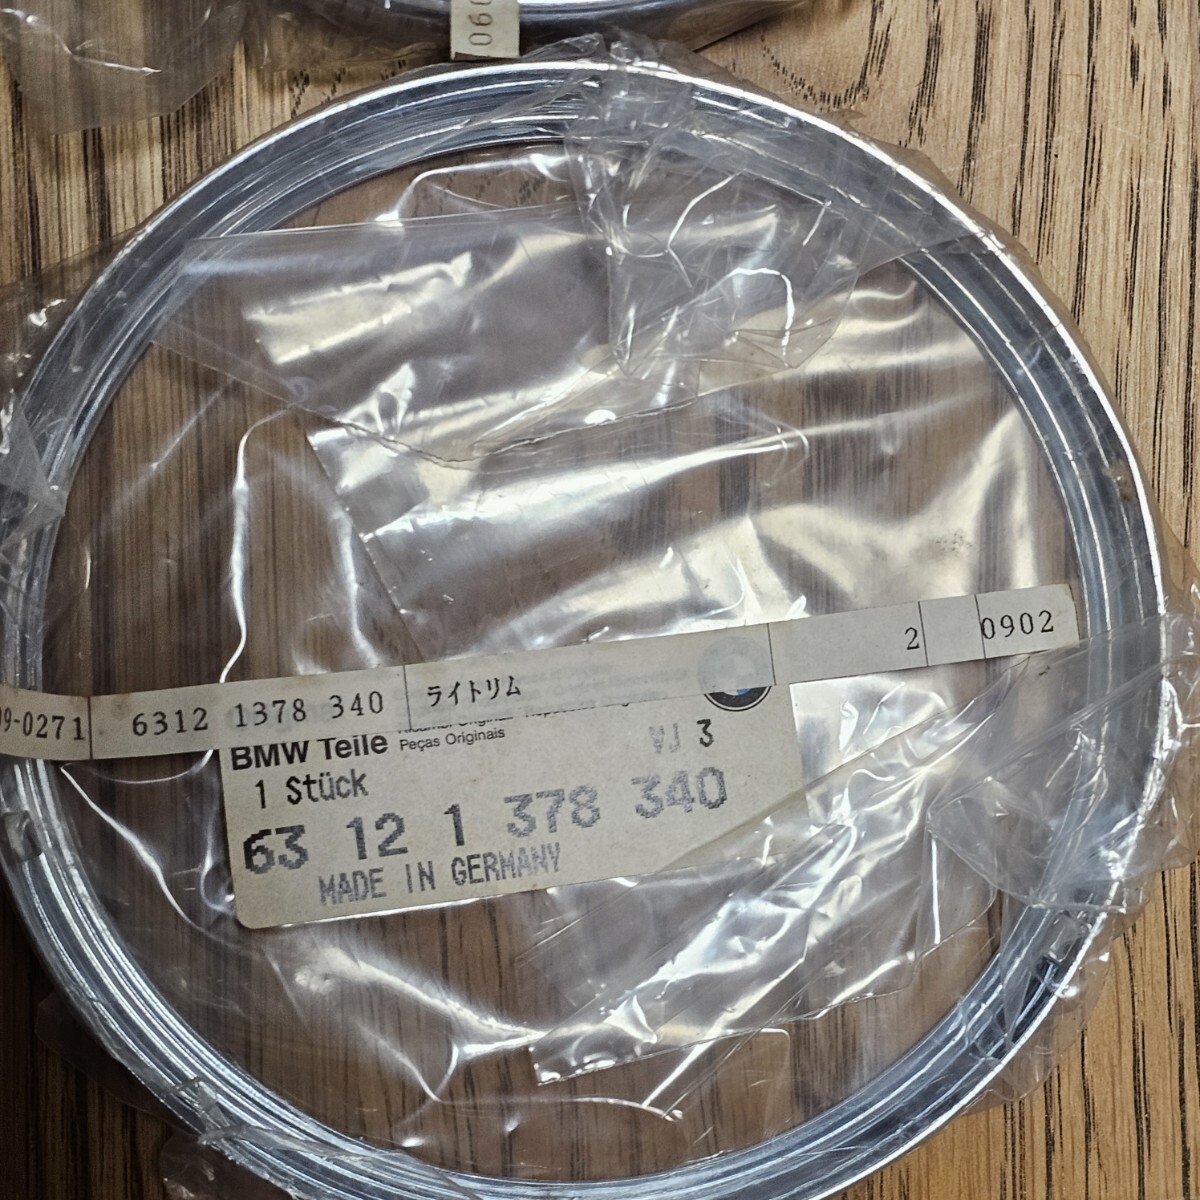 060
09-0271 6312 1378 340 ライトリム 2 0902
BMW Teile Peças Originais VJ 3
1 Stück
63 12 1 378 340
MADE IN GERMANY